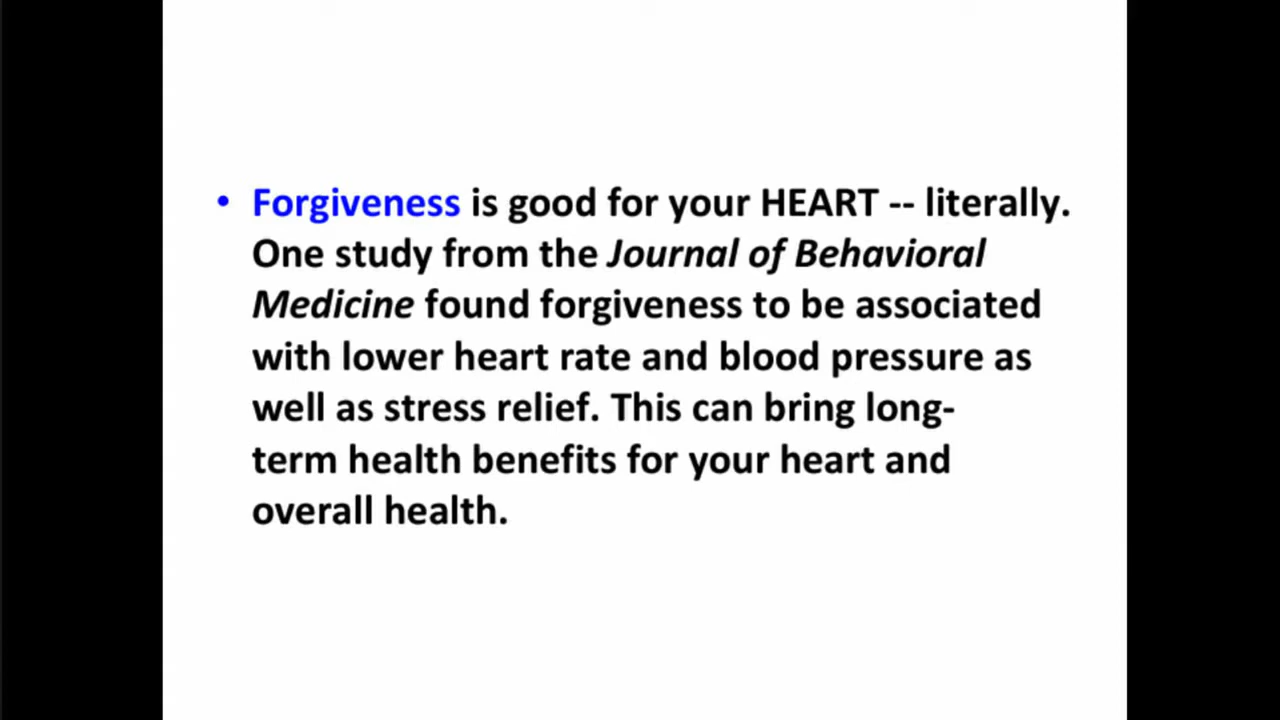 • Forgiveness is good for your HEART -- literally.
One study from the Journal of Behavioral
Medicine found forgiveness to be associated
with lower heart rate and blood pressure as
well as stress relief. This can bring long-
term health benefits for your heart and
overall health.